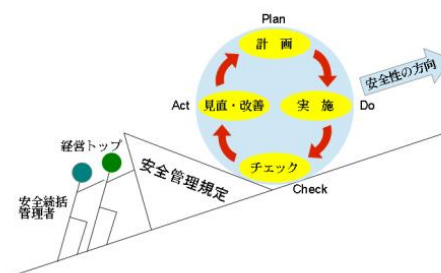 Plan
計 画
安全性の方向
Act
見直・改善
実 施
Do
経営トップ
安全管理規定
チェック
Check
安全統括
管理者